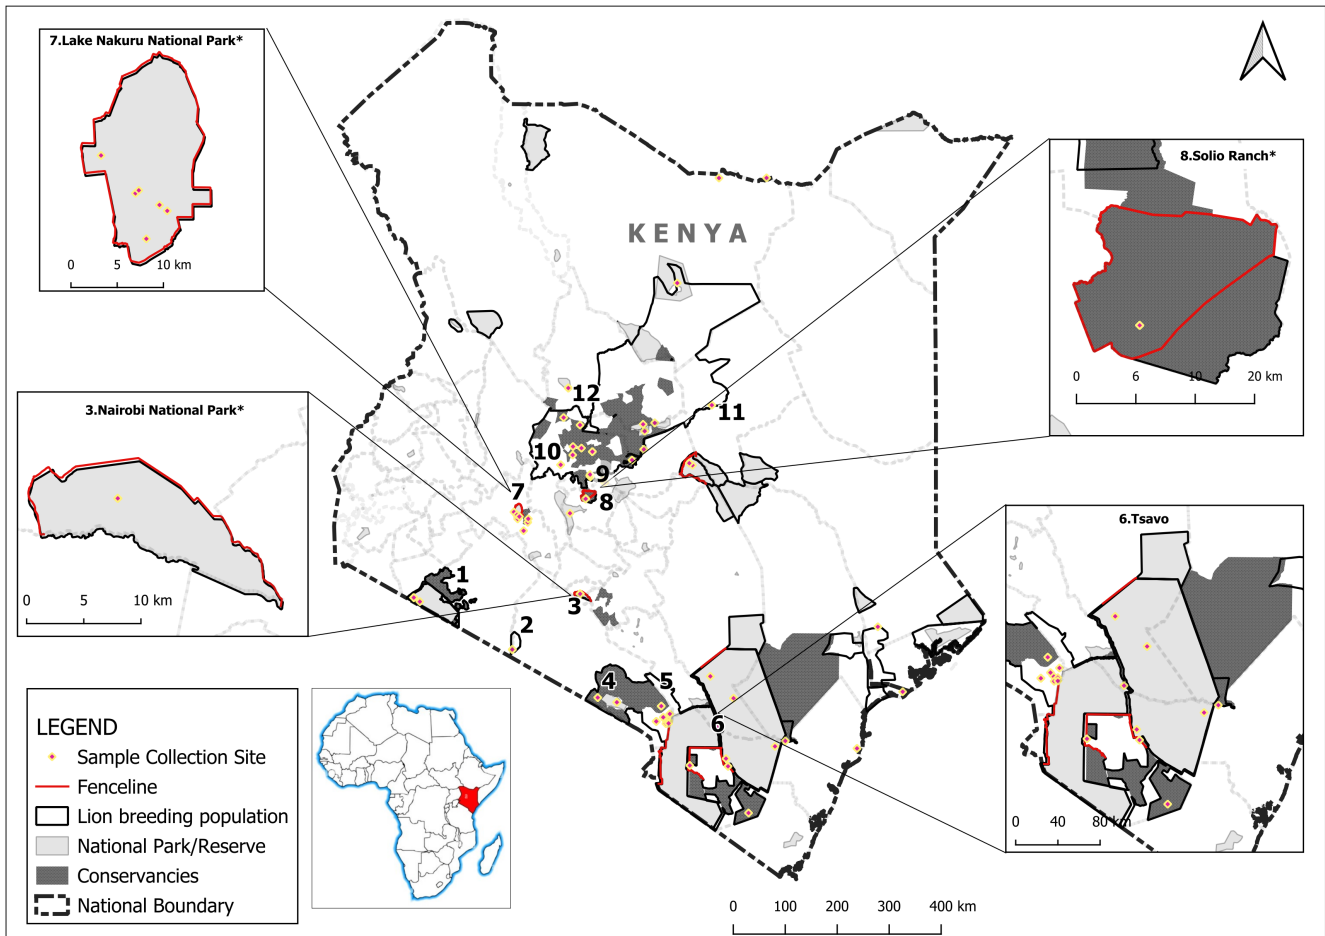 7.Lake Nakuru National Park*
0 5 10 km
8.Solio Ranch*
0 6 10 20 km
KENYA
3.Nairobi National Park*
0 5 10 km
12
11
10
9
8
7
1
2
3
4
5
6
6.Tsavo
0 40 80 km
LEGEND
Sample Collection Site
Fenceline
Lion breeding population
National Park/Reserve
Conservancies
National Boundary
0 100 200 300 400 km